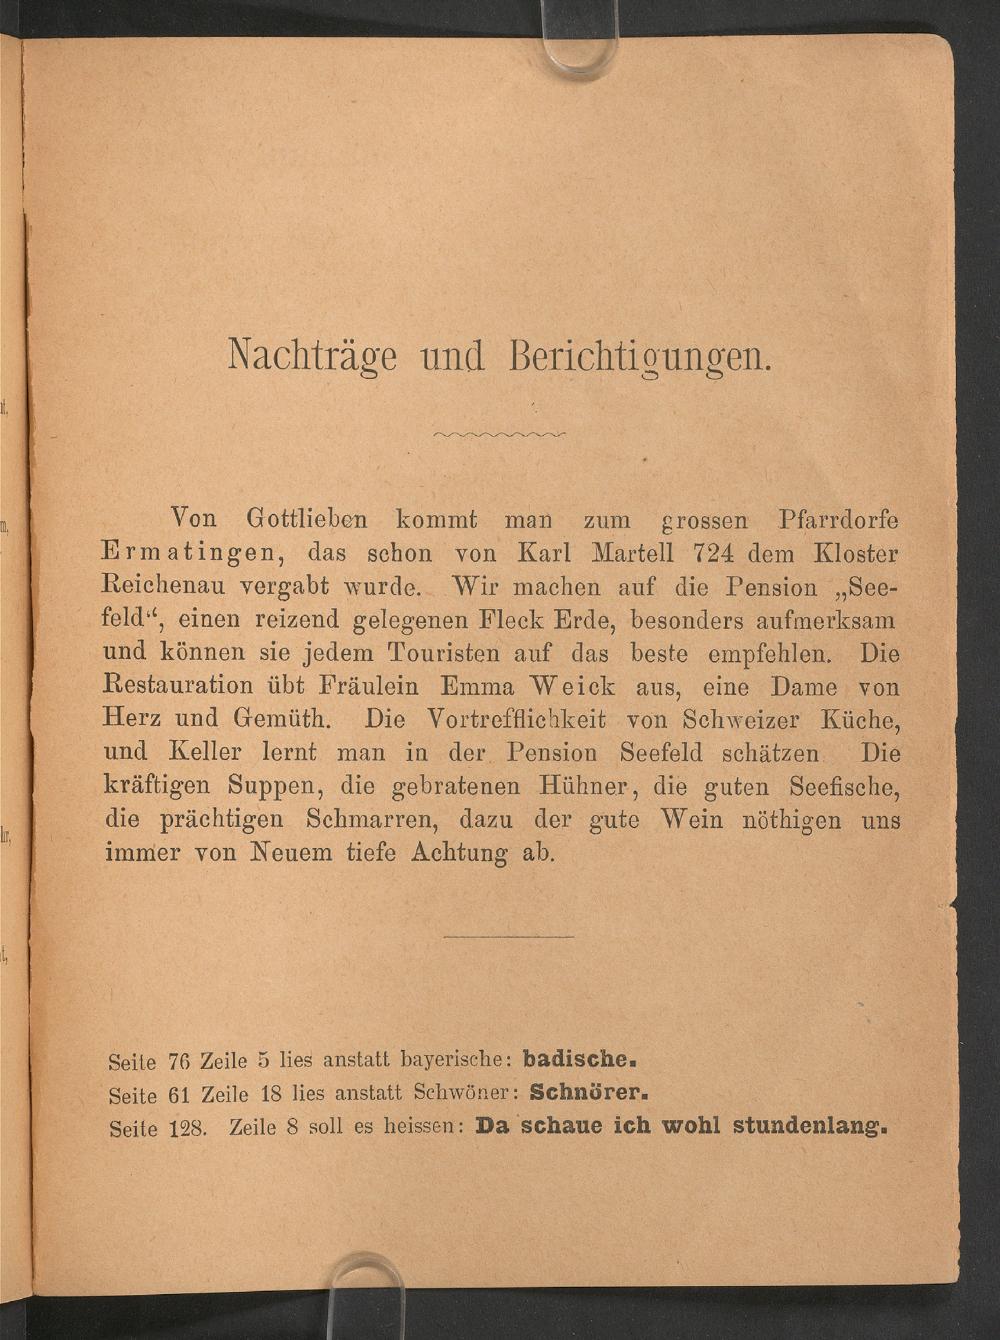 Nachträge und Berichtigungen.
Von Gottlieben kommt man zum grossen Pfarrdorfe
Ermatingen, das schon von Karl Martell 724 dem Kloster
Reichenau vergabt wurde. Wir machen auf die Pension „See-
feld“, einen reizend gelegenen Fleck Erde, besonders aufmerksam
und können sie jedem Touristen auf das beste empfehlen. Die
Restauration übt Fräulein Emma Weick aus, eine Dame von
Herz und Gemüth. Die Vortrefflichkeit von Schweizer Küche,
und Keller lernt man in der Pension Seefeld schätzen Die
kräftigen Suppen, die gebratenen Hühner, die guten Seefische,
die prächtigen Schmarren, dazu der gute Wein nöthigen uns
immer von Neuem tiefe Achtung ab.
Seite 76 Zeile 5 lies anstatt bayerische: badische.
Seite 61 Zeile 18 lies anstatt Schwöner: Schnörer.
Seite 128. Zeile 8 soll es heissen: Da schaue ich wohl stundenlang.